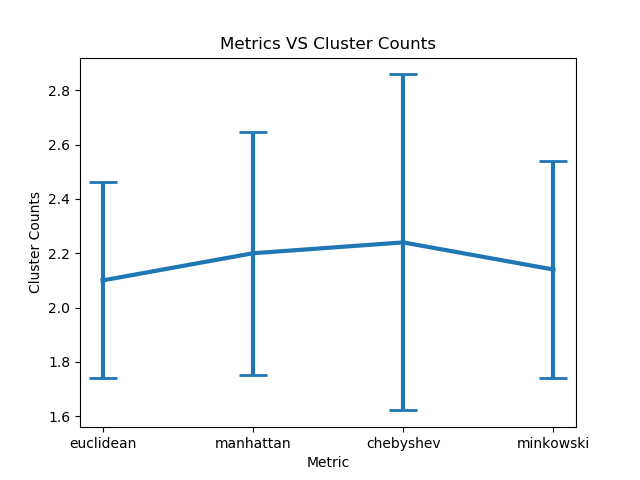 Metrics VS Cluster Counts
2.8
2.6
2.4
2.2
2.0
1.8
1.6
Cluster Counts
euclidean manhattan chebyshev minkowski
Metric